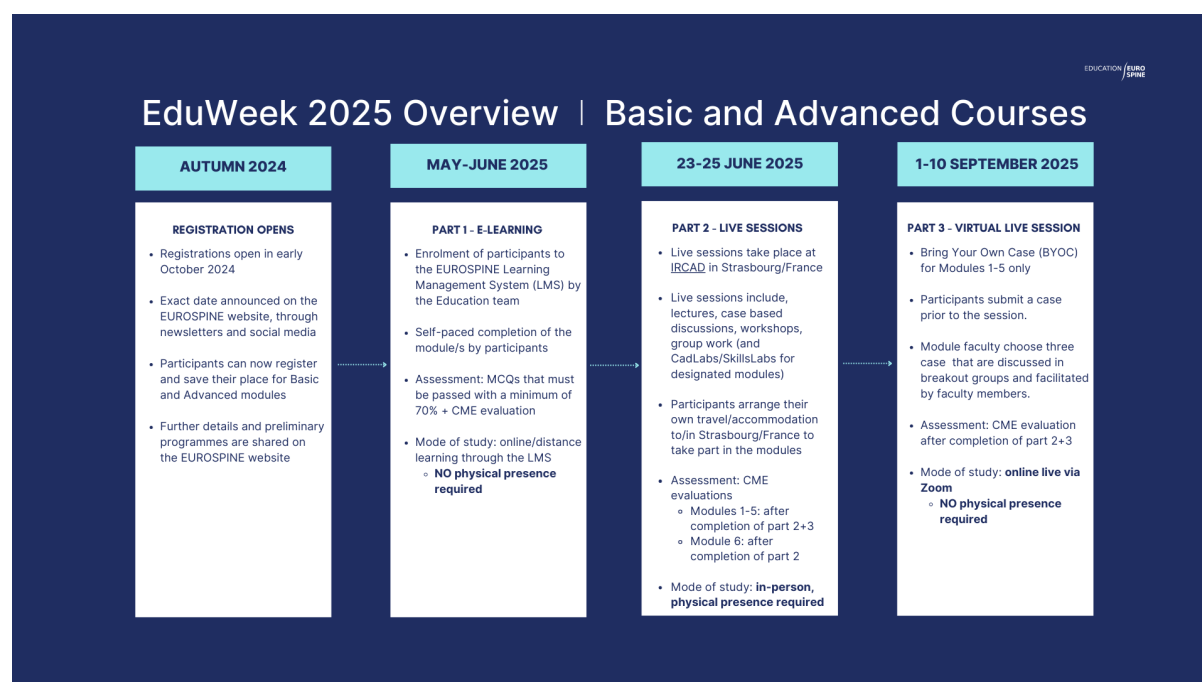 EDUCATION EURO
SPINE
EduWeek 2025 Overview | Basic and Advanced Courses
AUTUMN 2024
REGISTRATION OPENS
• Registrations open in early
October 2024
• Exact date announced on the
EUROSPINE website, through
newsletters and social media
• Participants can now register
and save their place for Basic
and Advanced modules
• Further details and preliminary
programmes are shared on
the EUROSPINE website
MAY-JUNE 2025
PART 1 - E-LEARNING
• Enrolment of participants to
the EUROSPINE Learning
Management System (LMS) by
the Education team
• Self-paced completion of the
module/s by participants
• Assessment: MCQs that must
be passed with a minimum of
70% + CME evaluation
• Mode of study: online/distance
learning through the LMS
◦ NO physical presence
required
23-25 JUNE 2025
PART 2 - LIVE SESSIONS
• Live sessions take place at
IRCAD in Strasbourg/France
• Live sessions include,
lectures, case based
discussions, workshops,
group work (and
CadLabs/SkillsLabs for
designated modules)
• Participants arrange their
own travel/accommodation
to/in Strasbourg/France to
take part in the modules
• Assessment: CME
evaluations
◦ Modules 1-5: after
completion of part 2+3
◦ Module 6: after
completion of part 2
• Mode of study: in-person,
physical presence required
1-10 SEPTEMBER 2025
PART 3 - VIRTUAL LIVE SESSION
• Bring Your Own Case (BYOC)
for Modules 1-5 only
• Participants submit a case
prior to the session.
• Module faculty choose three
case that are discussed in
breakout groups and facilitated
by faculty members.
• Assessment: CME evaluation
after completion of part 2+3
• Mode of study: online live via
Zoom
◦ NO physical presence
required